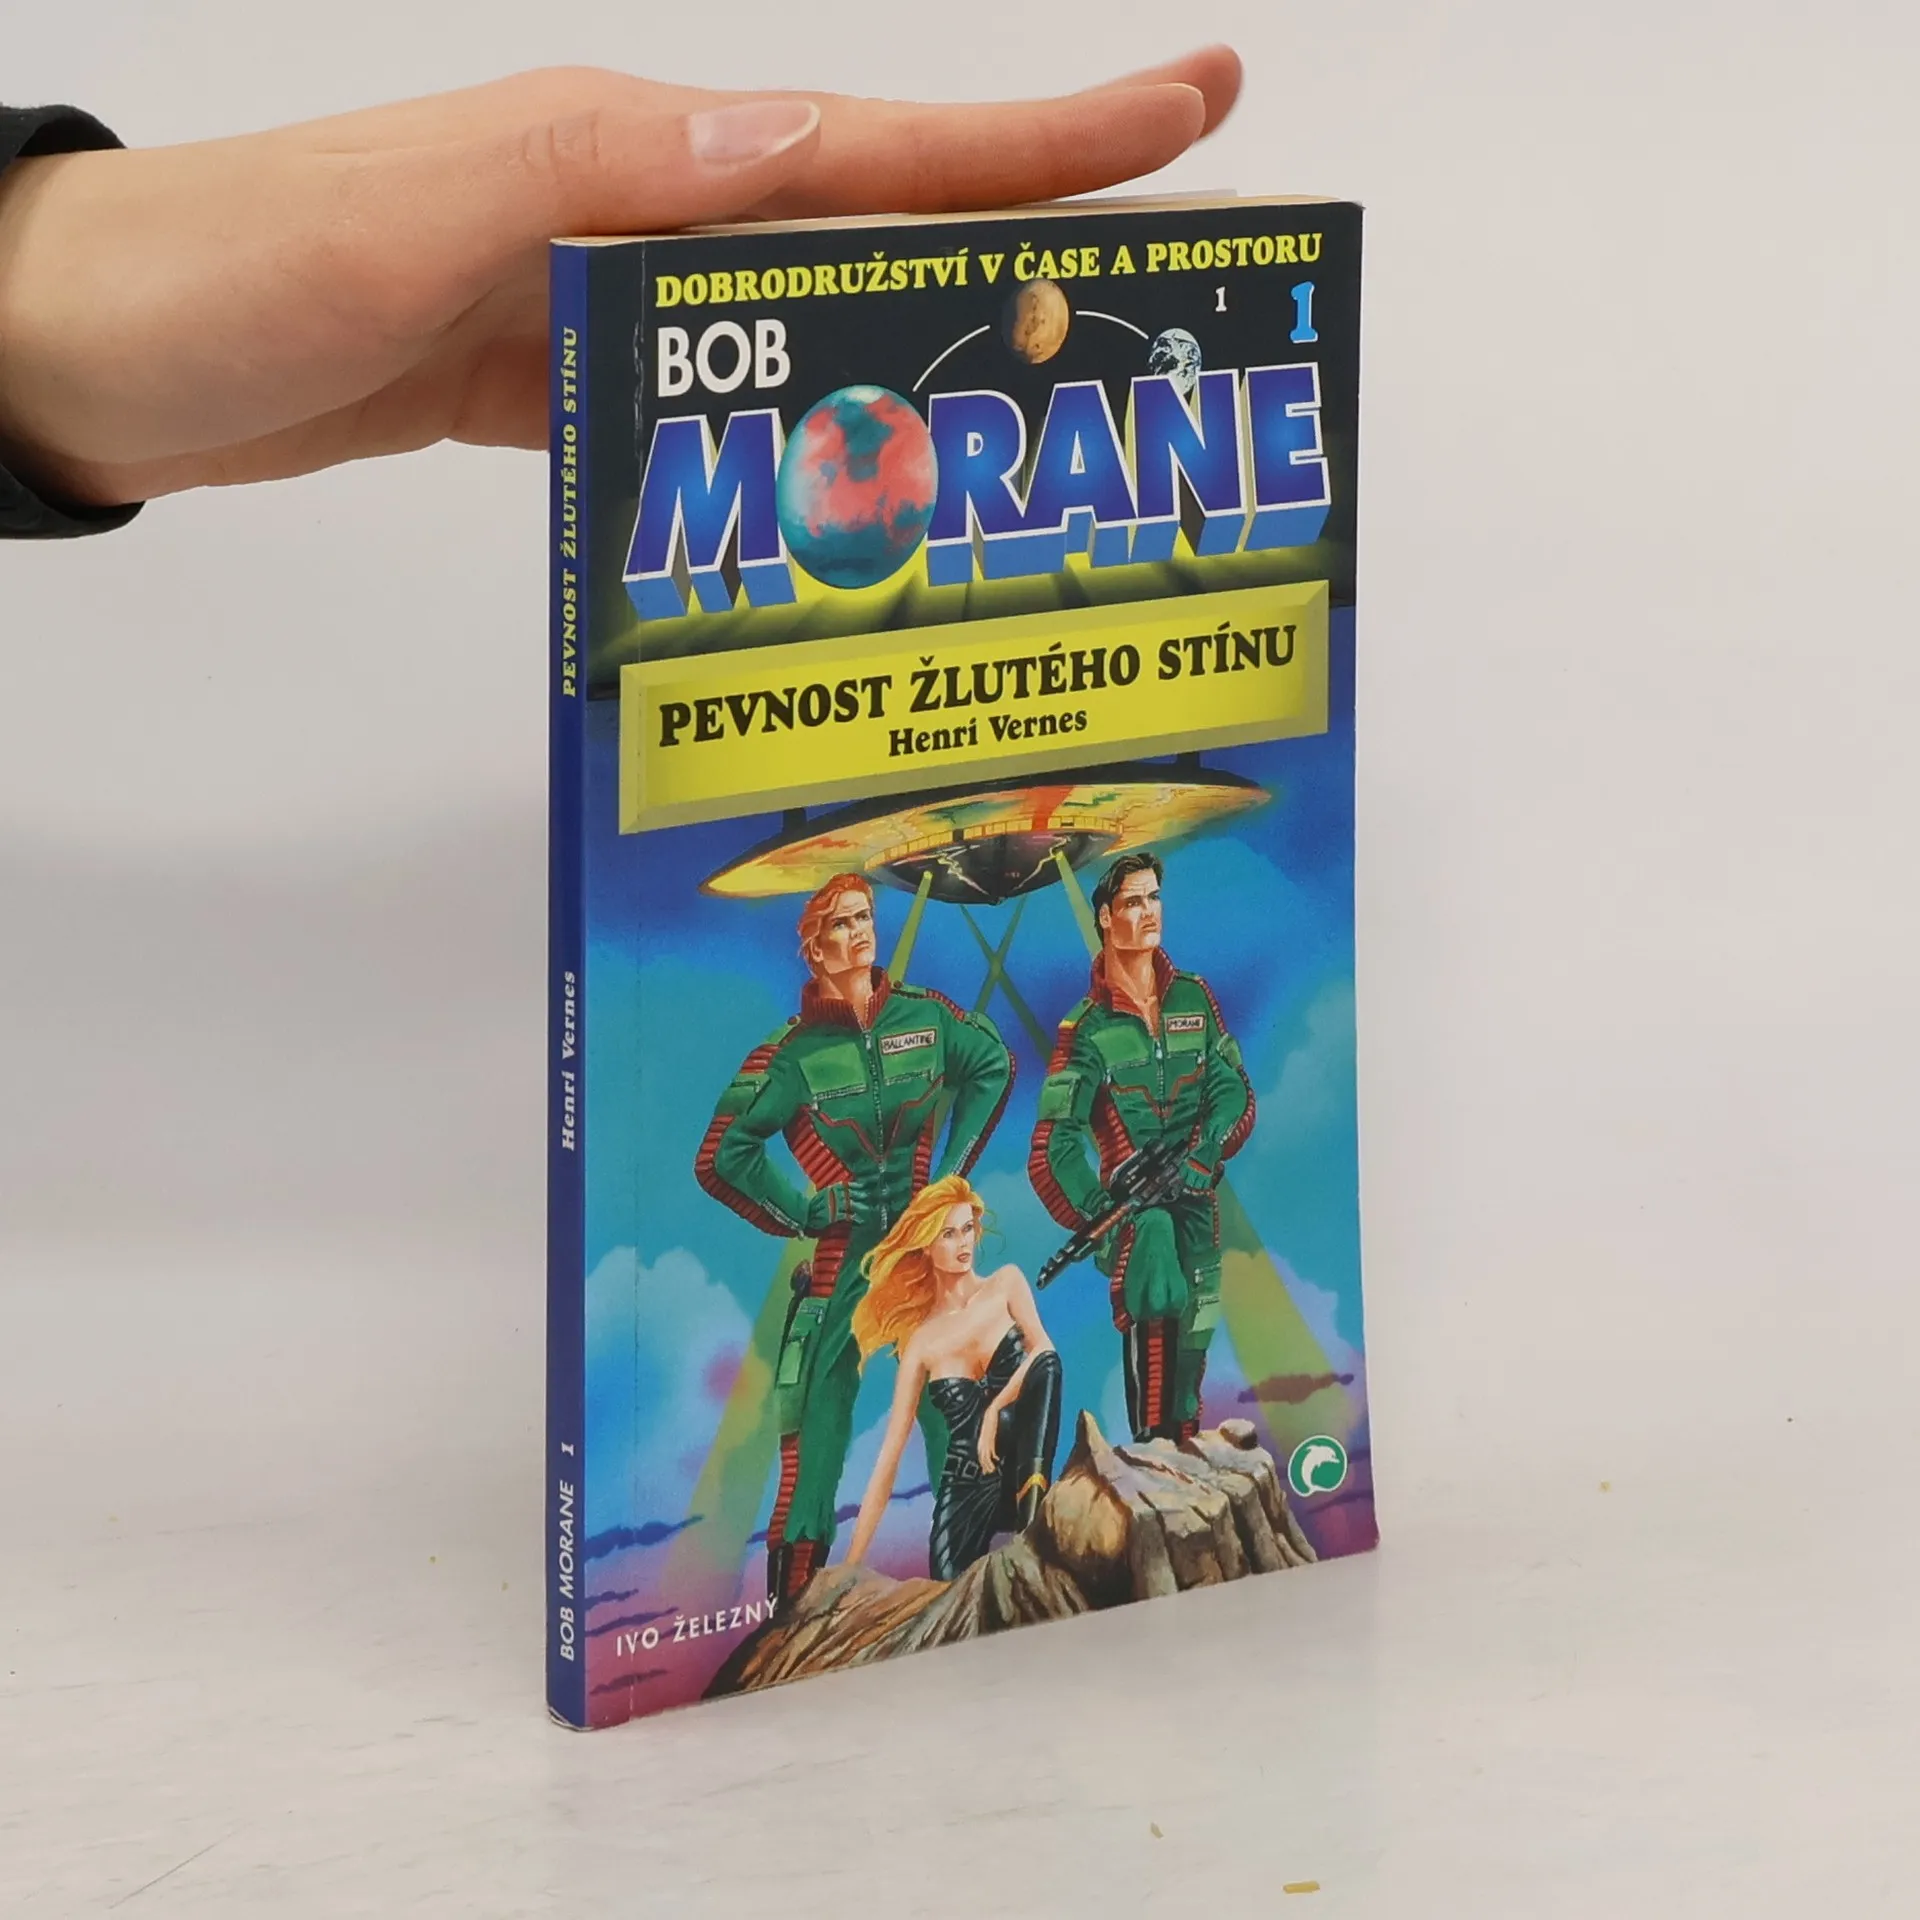 DOBRODRUŽSTVÍ V ČASE A PROSTORU
1 1
BOB
MORANE
PEVNOST ŽLUTÉHO STÍNU
Henri Vernes
BALLANTINE
MORANE
IVO ŽELEZNÝ
PEVNOST ŽLUTÉHO STÍNU
Henri Vernes
BOB MORANE 1